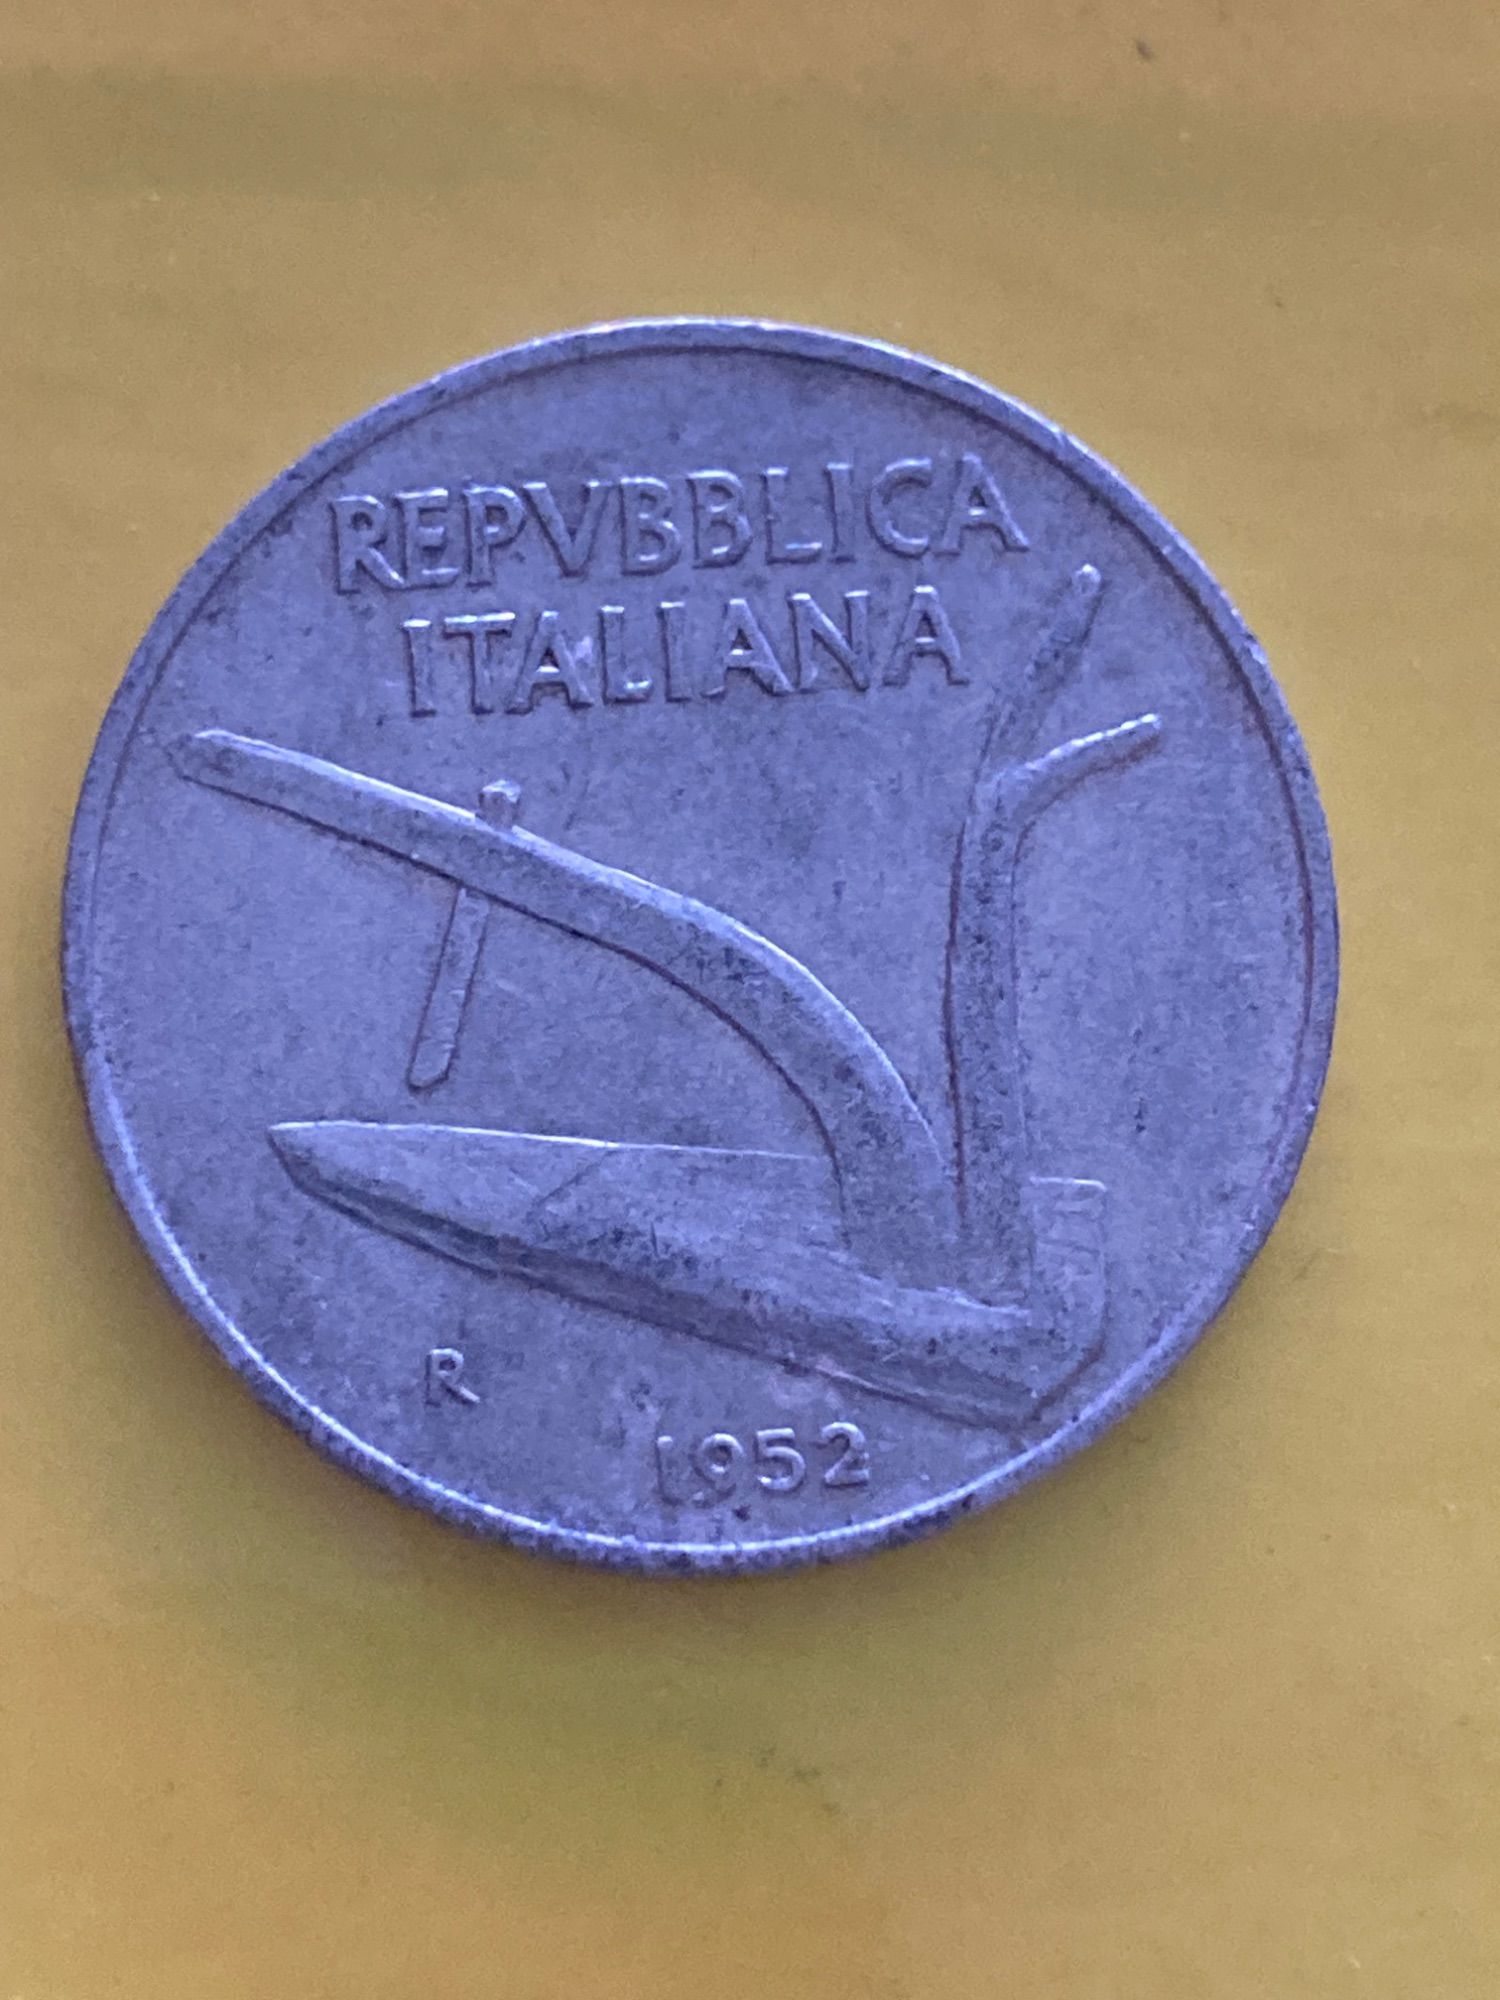 REPVBBLICA
ITALIANA
R
1952